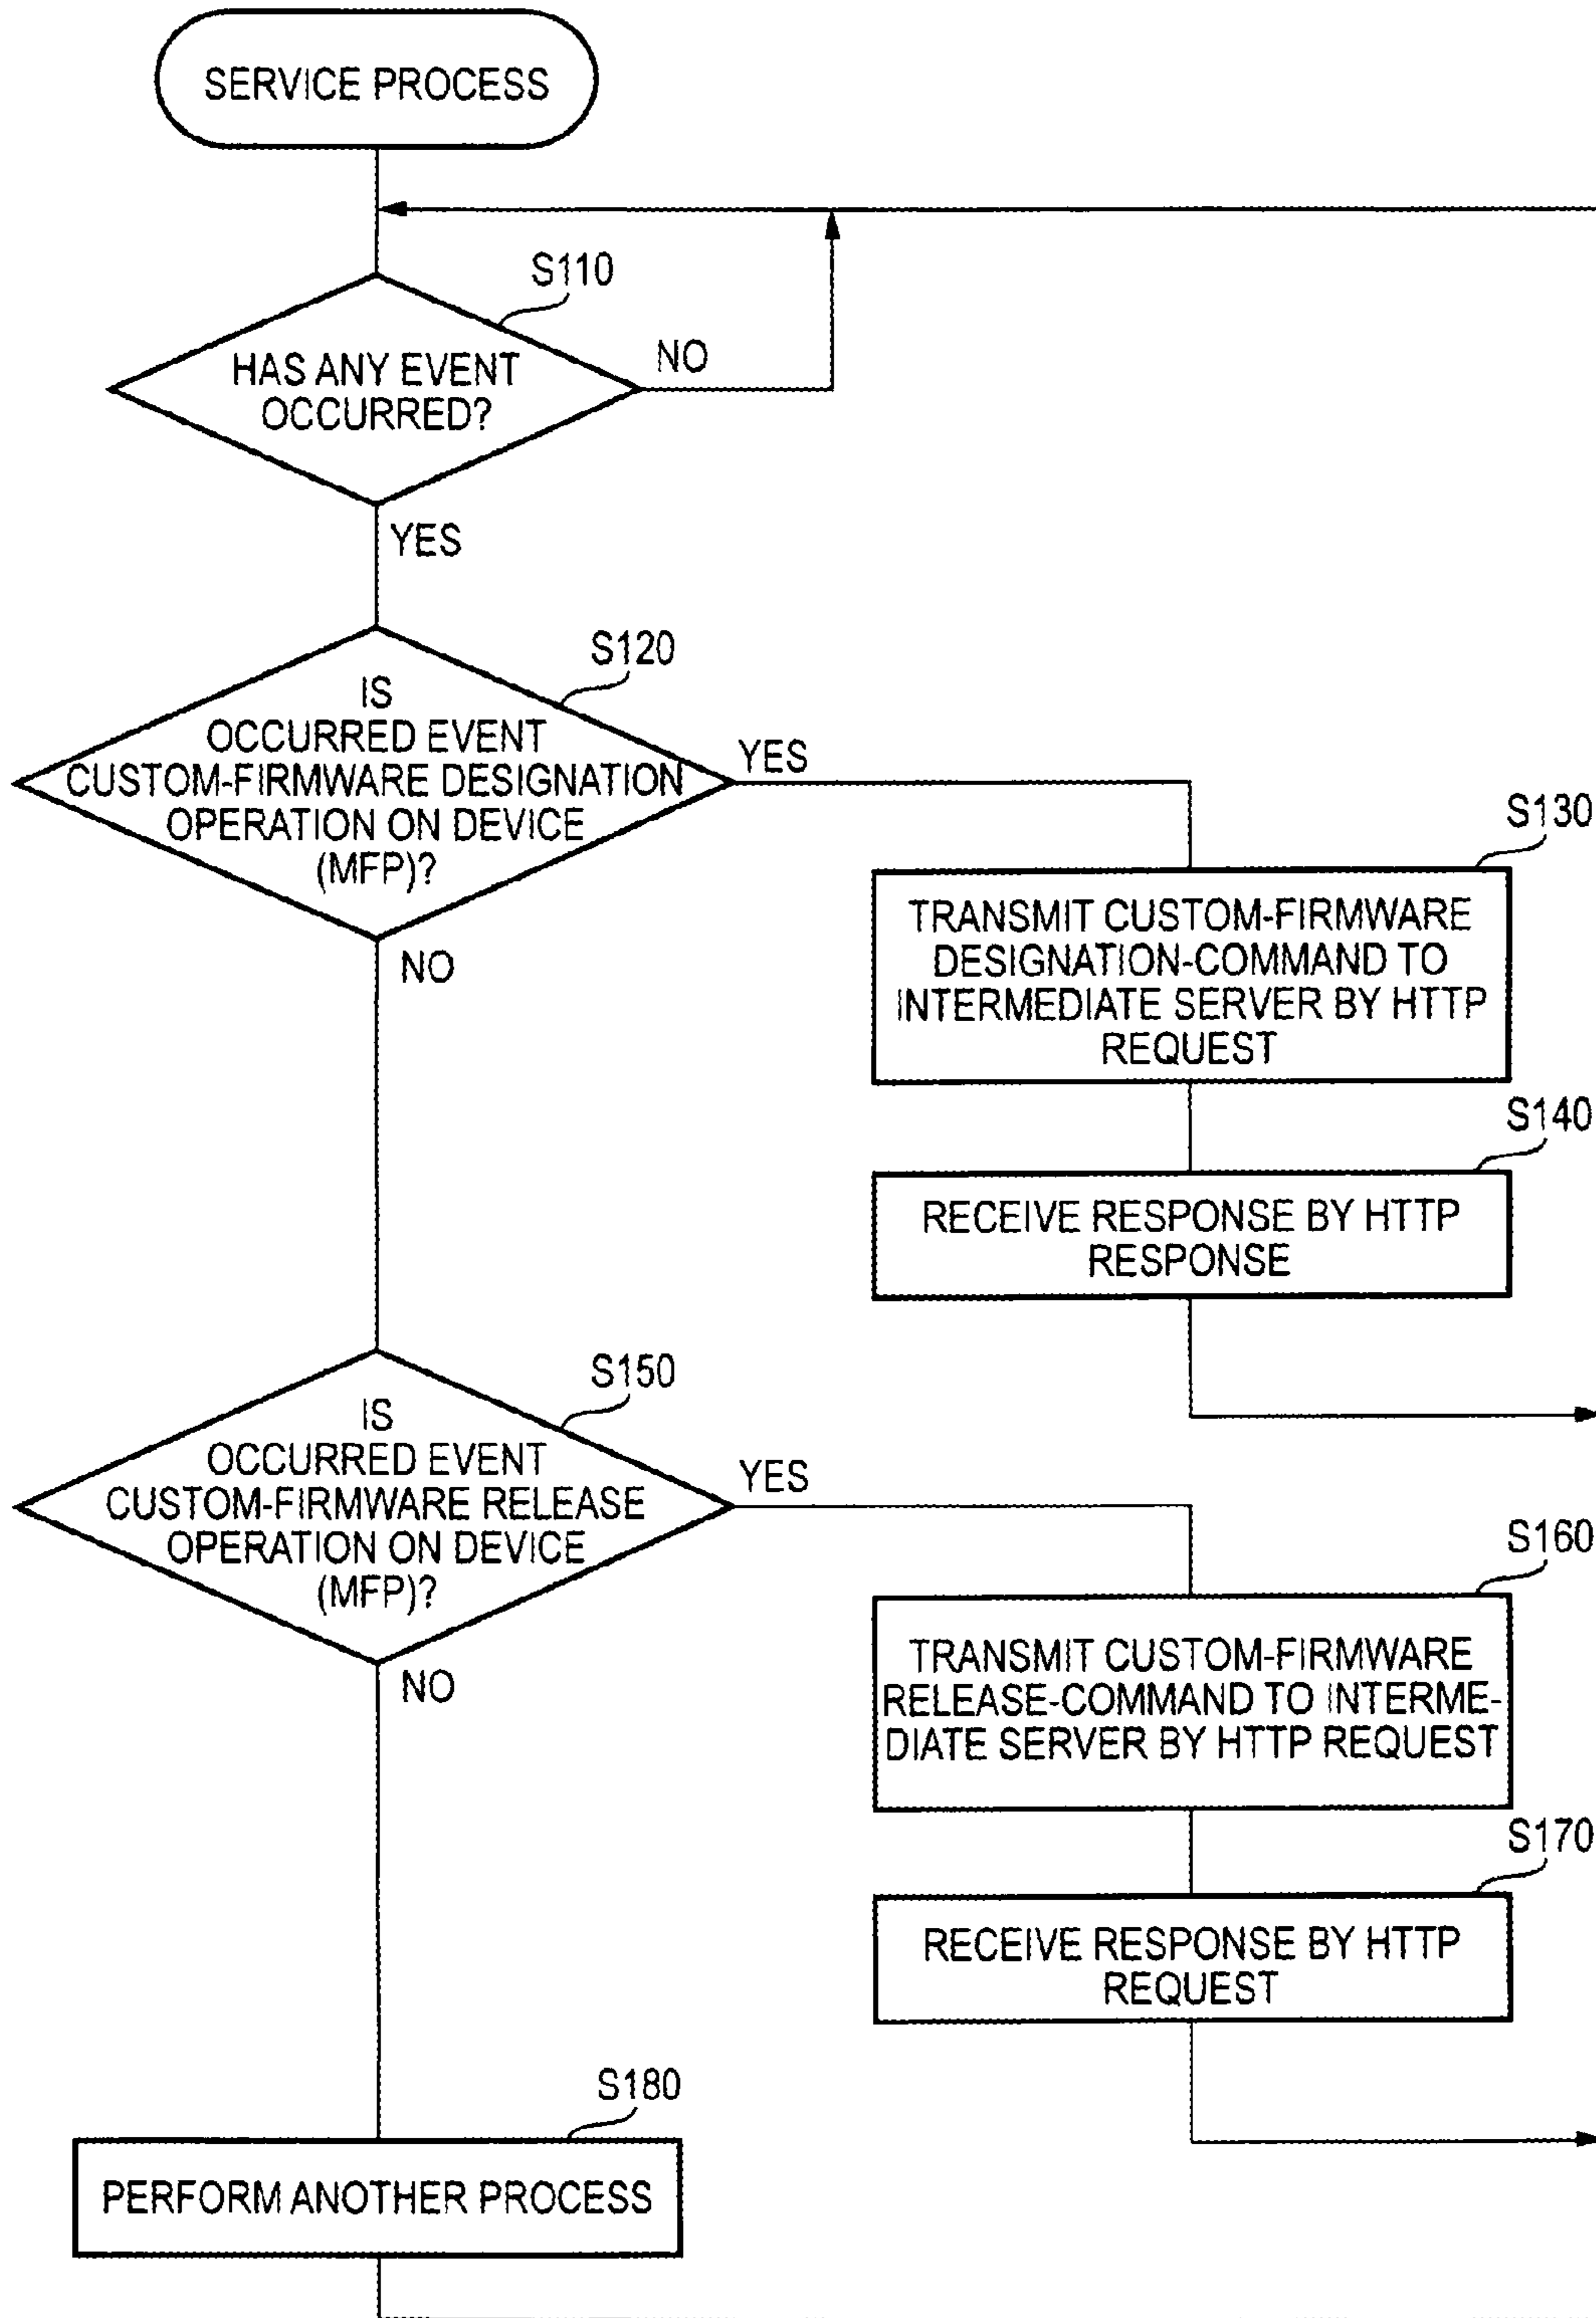 SERVICE PROCESS
S110
HAS ANY EVENT
OCCURRED?
NO
YES
S120
IS
OCCURRED EVENT
CUSTOM-FIRMWARE DESIGNATION
OPERATION ON DEVICE
(MFP)?
YES
NO
S130
TRANSMIT CUSTOM-FIRMWARE
DESIGNATION-COMMAND TO
INTERMEDIATE SERVER BY HTTP
REQUEST
S140
RECEIVE RESPONSE BY HTTP
RESPONSE
S150
IS
OCCURRED EVENT
CUSTOM-FIRMWARE RELEASE
OPERATION ON DEVICE
(MFP)?
YES
NO
S160
TRANSMIT CUSTOM-FIRMWARE
RELEASE-COMMAND TO INTERME-
DIATE SERVER BY HTTP REQUEST
S170
RECEIVE RESPONSE BY HTTP
REQUEST
S180
PERFORM ANOTHER PROCESS